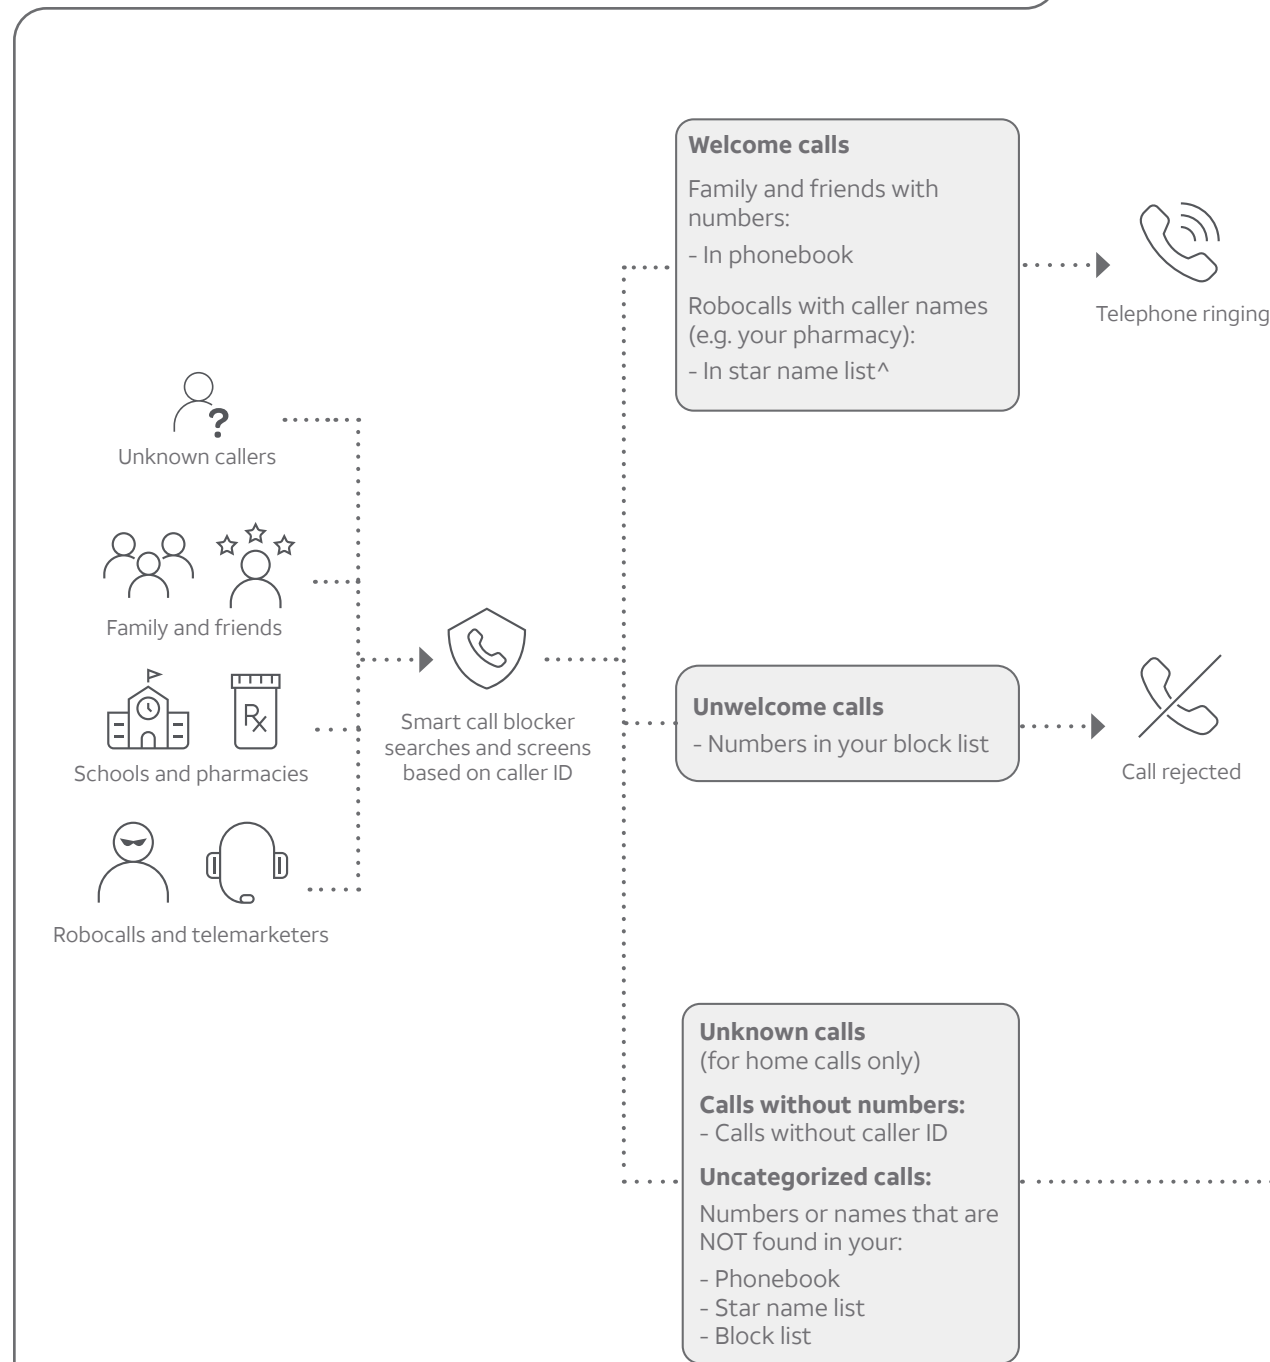 Unknown callers
Family and friends
Schools and pharmacies
Robocalls and telemarketers
Smart call blocker
searches and screens
based on caller ID
Welcome calls
Family and friends with
numbers:
- In phonebook
Robocalls with caller names
(e.g. your pharmacy):
- In star name list^
Telephone ringing
Unwelcome calls
- Numbers in your block list
Call rejected
Unknown calls
(for home calls only)
Calls without numbers:
- Calls without caller ID
Uncategorized calls:
Numbers or names that are
NOT found in your:
- Phonebook
- Star name list
- Block list